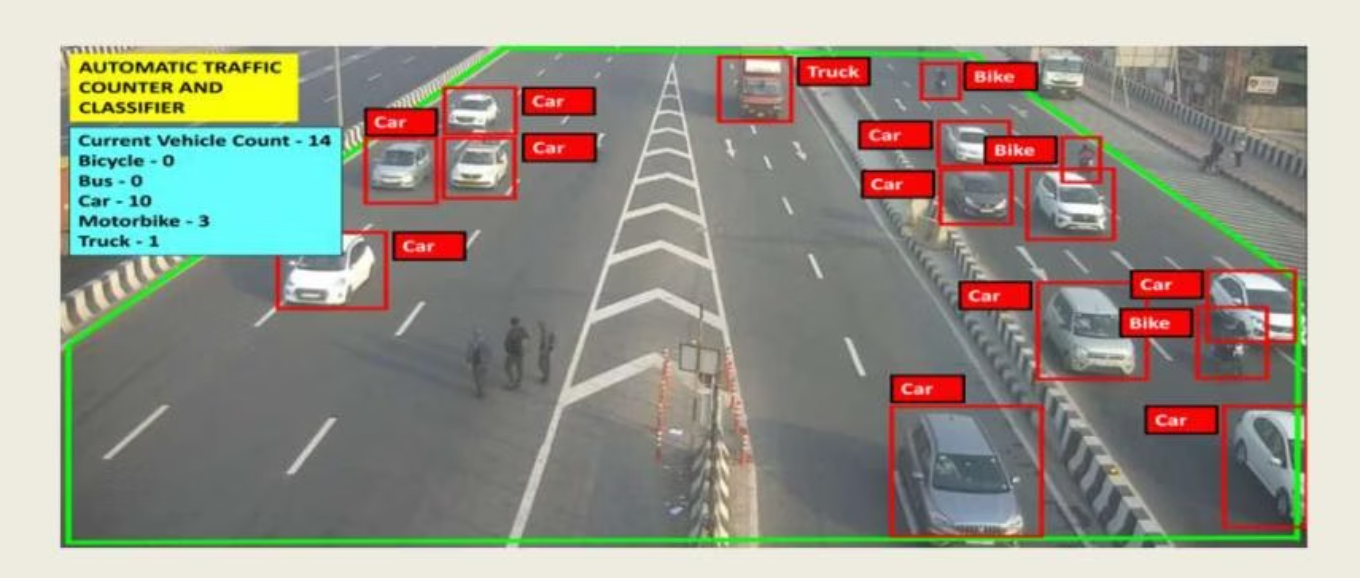 AUTOMATIC TRAFFIC
COUNTER AND
CLASSIFIER
Current Vehicle Count - 14
Bicycle - 0
Bus - 0
Car - 10
Motorbike - 3
Truck - 1
Car
Car
Car
Car
Truck
Bike
Car
Bike
Car
Car
Car
Bike
Car
Car